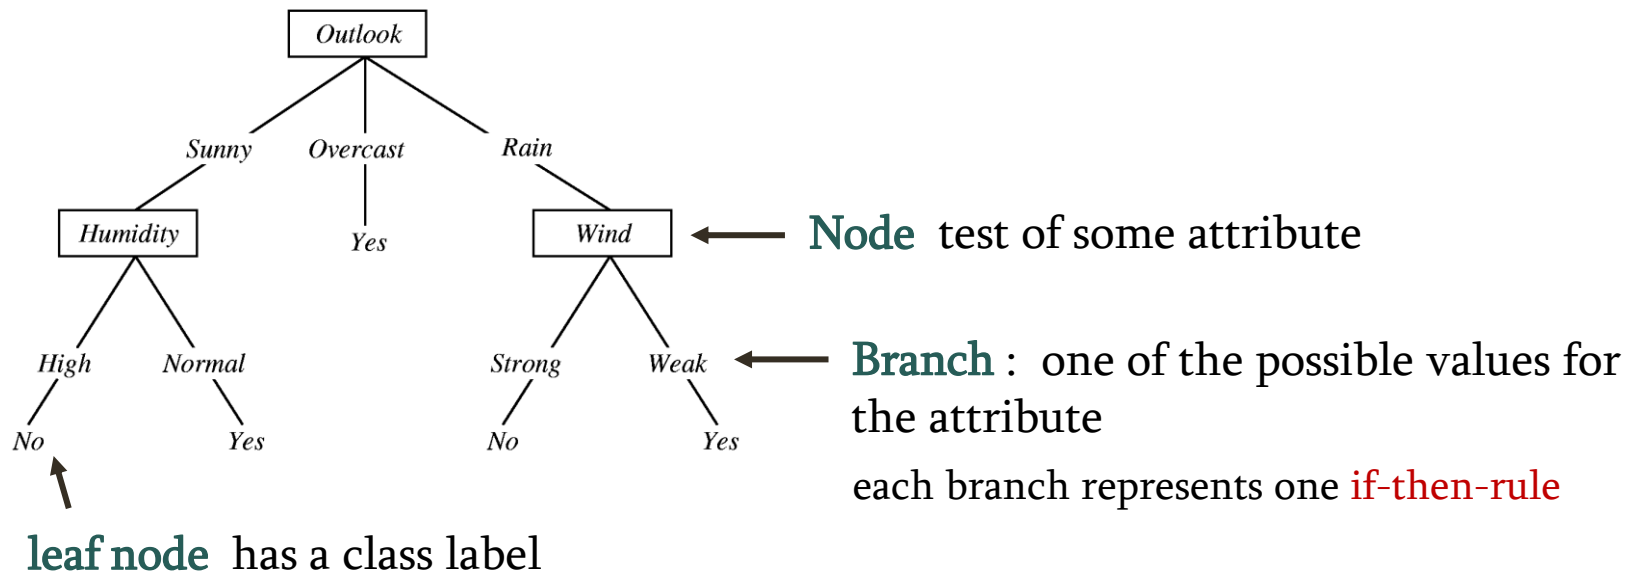 Outlook
Sunny Overcast Rain
Humidity Yes Wind
Node test of some attribute
High Normal Strong Weak
Branch : one of the possible values for
the attribute
No Yes No Yes
each branch represents one if-then-rule
leaf node has a class label